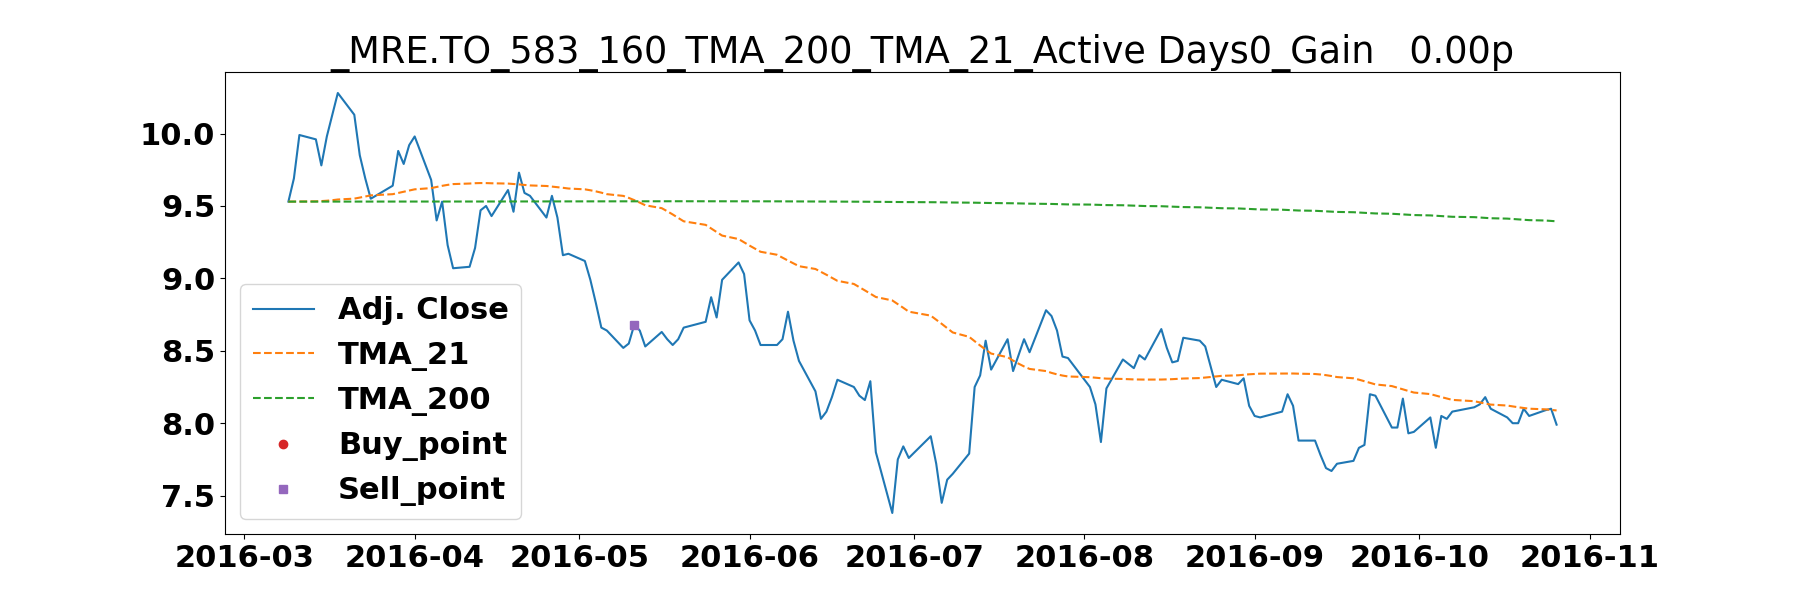 _MRE.TO_583_160_TMA_200_TMA_21_Active Days0_Gain   0.00p
10.0
9.5
9.0
8.5
8.0
7.5
Adj. Close
TMA_21
TMA_200
Buy_point
Sell_point
2016-03 2016-04 2016-05 2016-06 2016-07 2016-08 2016-09 2016-10 2016-11